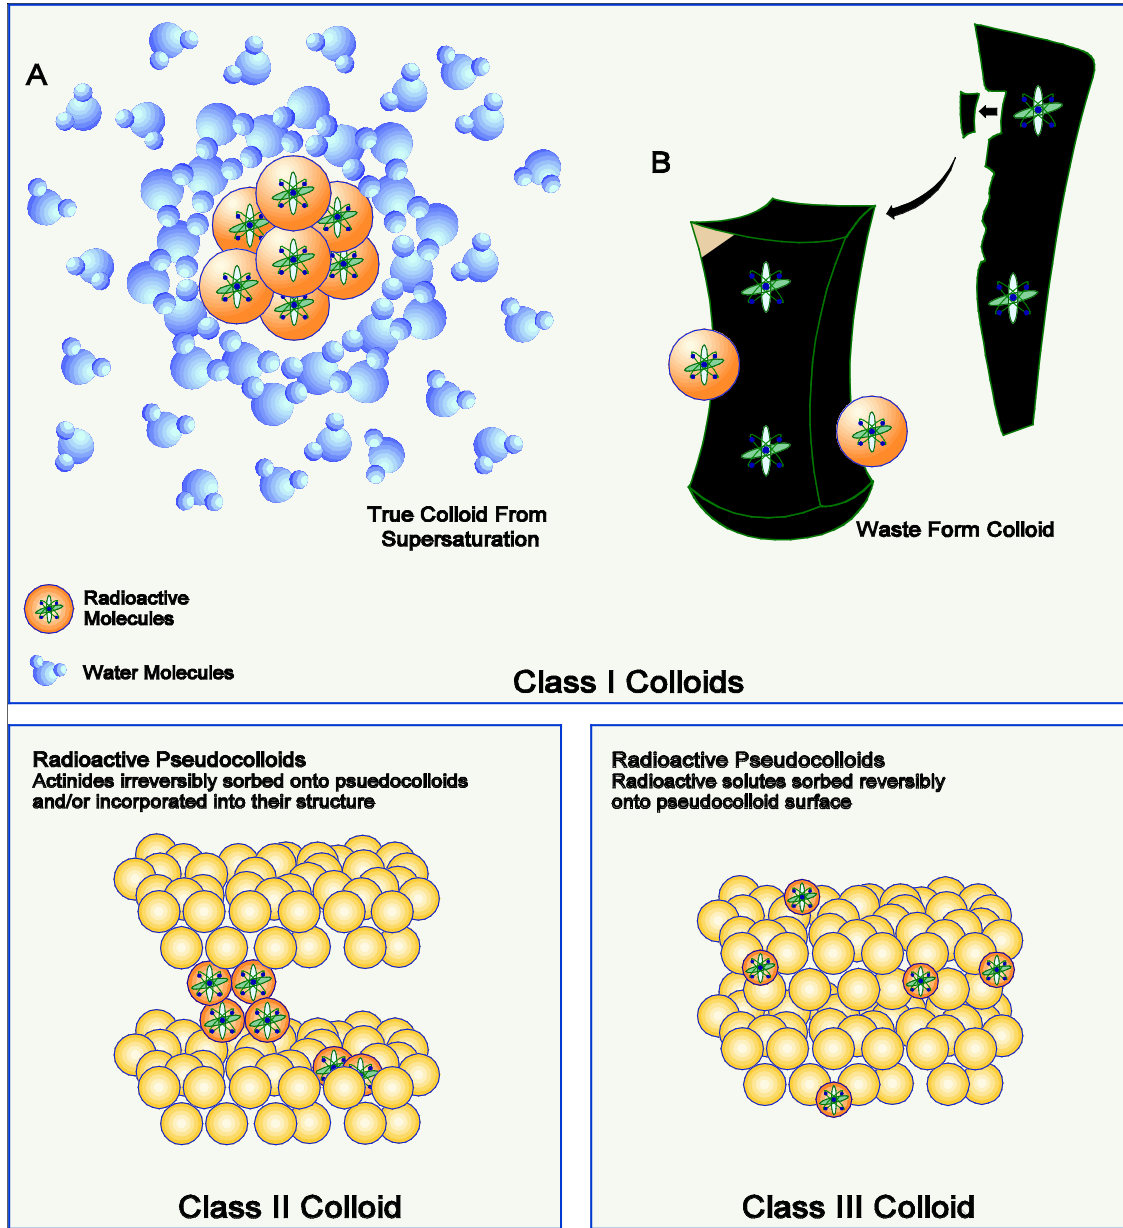 A
B
True Colloid From
Supersaturation
Waste Form Colloid
Radioactive
Molecules
Water Molecules
Class I Colloids
Radioactive Pseudocolloids
Actinides irreversibly sorbed onto psuedocolloids
and/or incorporated into their structure
Class II Colloid
Radioactive Pseudocolloids
Radioactive solutes sorbed reversibly
onto pseudocolloid surface
Class III Colloid